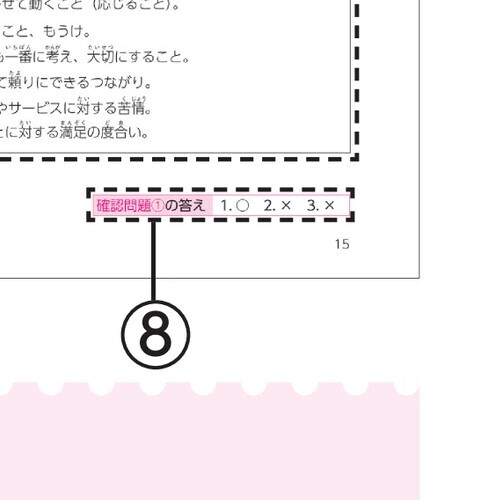 せて動くこと（応じること）。
こと、もうけ。
一番に考え、大切にすること。
て頼りにできるつながり。
やサービスに対する苦情。
とに対する満足の度合い。
確認問題①の答え 1.○ 2.× 3.×
15
8